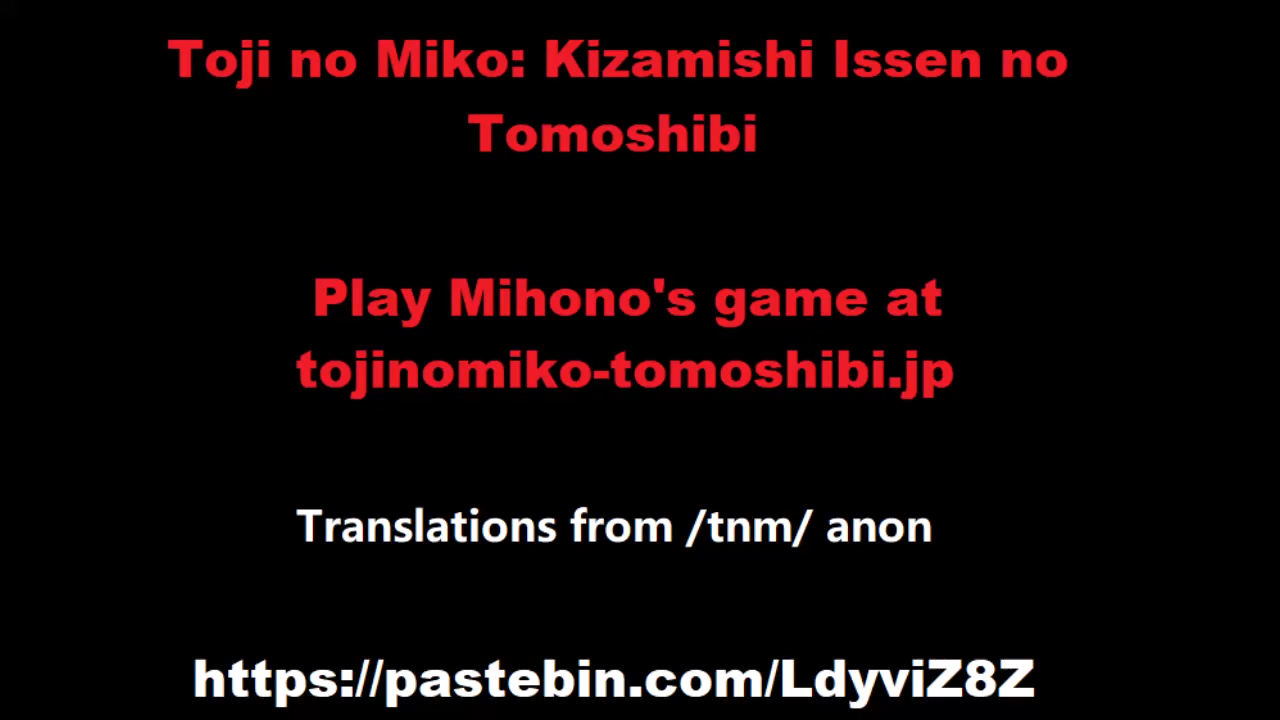 Toji no Miko: Kizamishi Issen no
Tomoshibi
Play Mihono's game at
tojinomiko-tomoshibi.jp
Translations from /tnm/ anon
https://pastebin.com/LdyviZ8Z